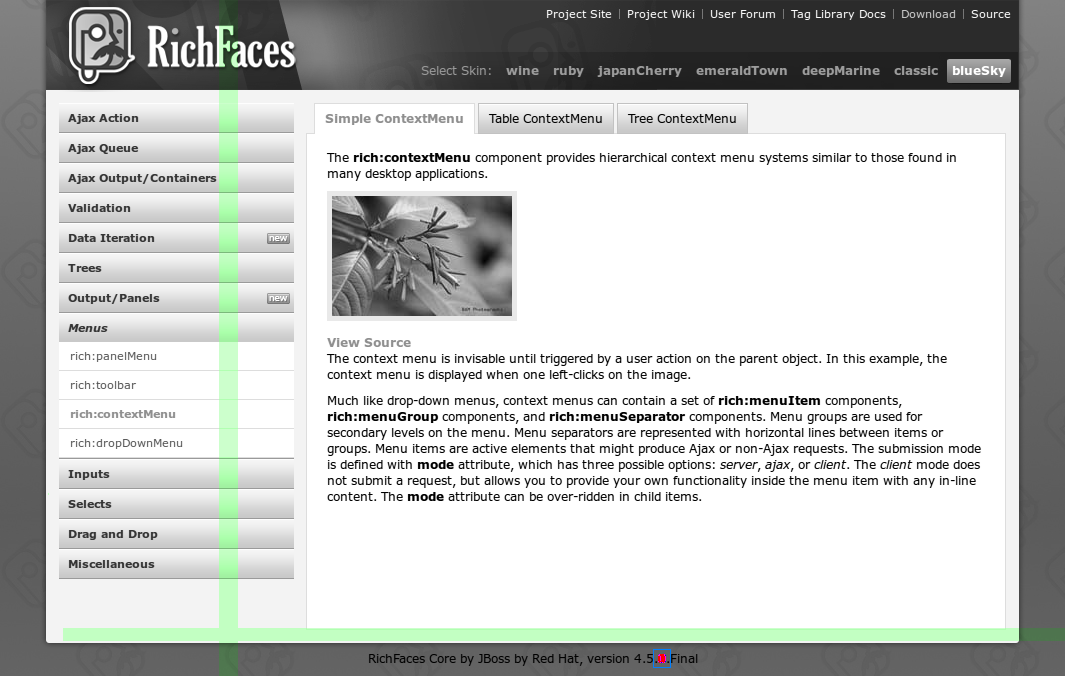 Project Site
Project Wiki
User Forum
Tag Library Docs
Download
Source
RichFaces
Select Skin: wine ruby japanCherry emeraldTown deepMarine classic blueSky
Ajax Action
Ajax Queue
Ajax Output/Containers
Validation
Data Iteration new
Trees
Output/Panels new
Menus
rich:panelMenu
rich:toolbar
rich:contextMenu
rich:dropDownMenu
Inputs
Selects
Drag and Drop
Miscellaneous
Simple ContextMenu
Table ContextMenu
Tree ContextMenu
The rich:contextMenu component provides hierarchical context menu systems similar to those found in
many desktop applications.
View Source
The context menu is invisable until triggered by a user action on the parent object. In this example, the
context menu is displayed when one left-clicks on the image.
Much like drop-down menus, context menus can contain a set of rich:menuItem components,
rich:menuGroup components, and rich:menuSeparator components. Menu groups are used for
secondary levels on the menu. Menu separators are represented with horizontal lines between items or
groups. Menu items are active elements that might produce Ajax or non-Ajax requests. The submission mode
is defined with mode attribute, which has three possible options: server, ajax, or client. The client mode does
not submit a request, but allows you to provide your own functionality inside the menu item with any in-line
content. The mode attribute can be over-ridden in child items.
RichFaces Core by JBoss by Red Hat, version 4.5. .Final